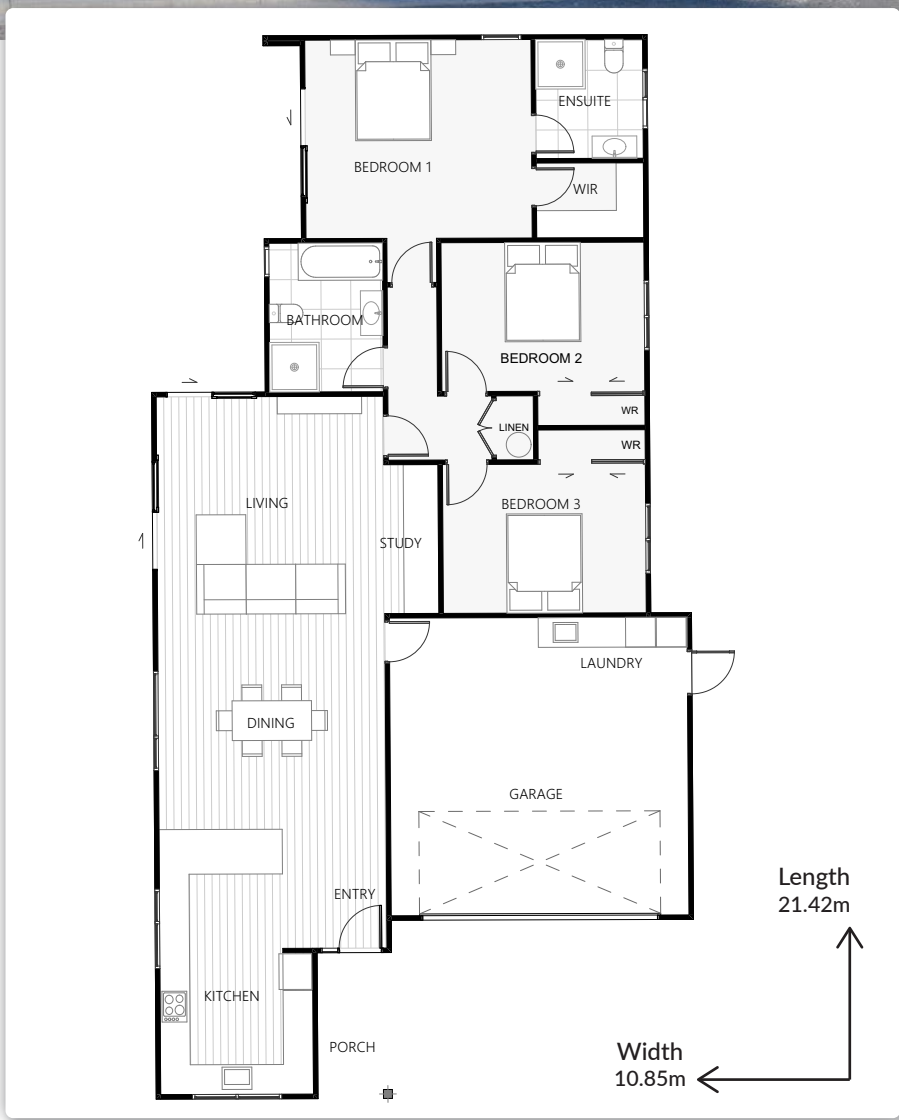 ENSUITE
BEDROOM 1
WIR
BATHROOM
BEDROOM 2
WR
LINEN
WR
LIVING
BEDROOM 3
STUDY
LAUNDRY
DINING
GARAGE
Length
21.42m
ENTRY
KITCHEN
PORCH
Width
10.85m